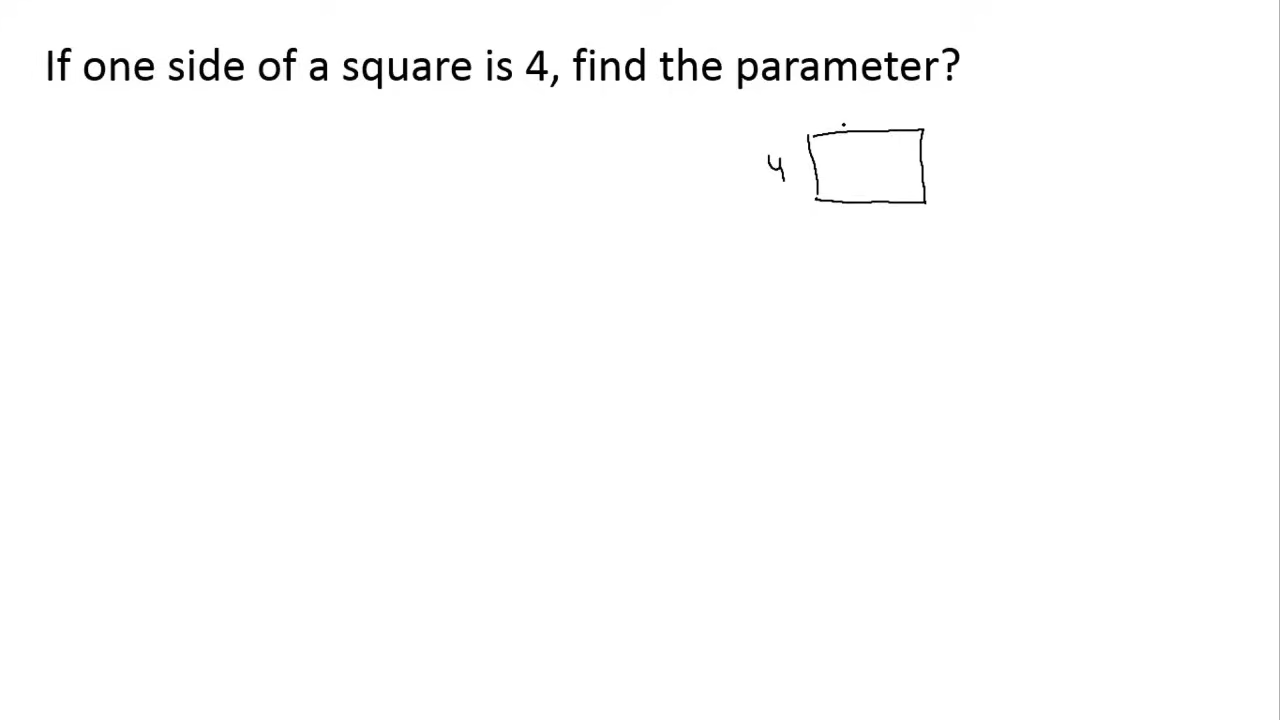 If one side of a square is 4, find the parameter?
4